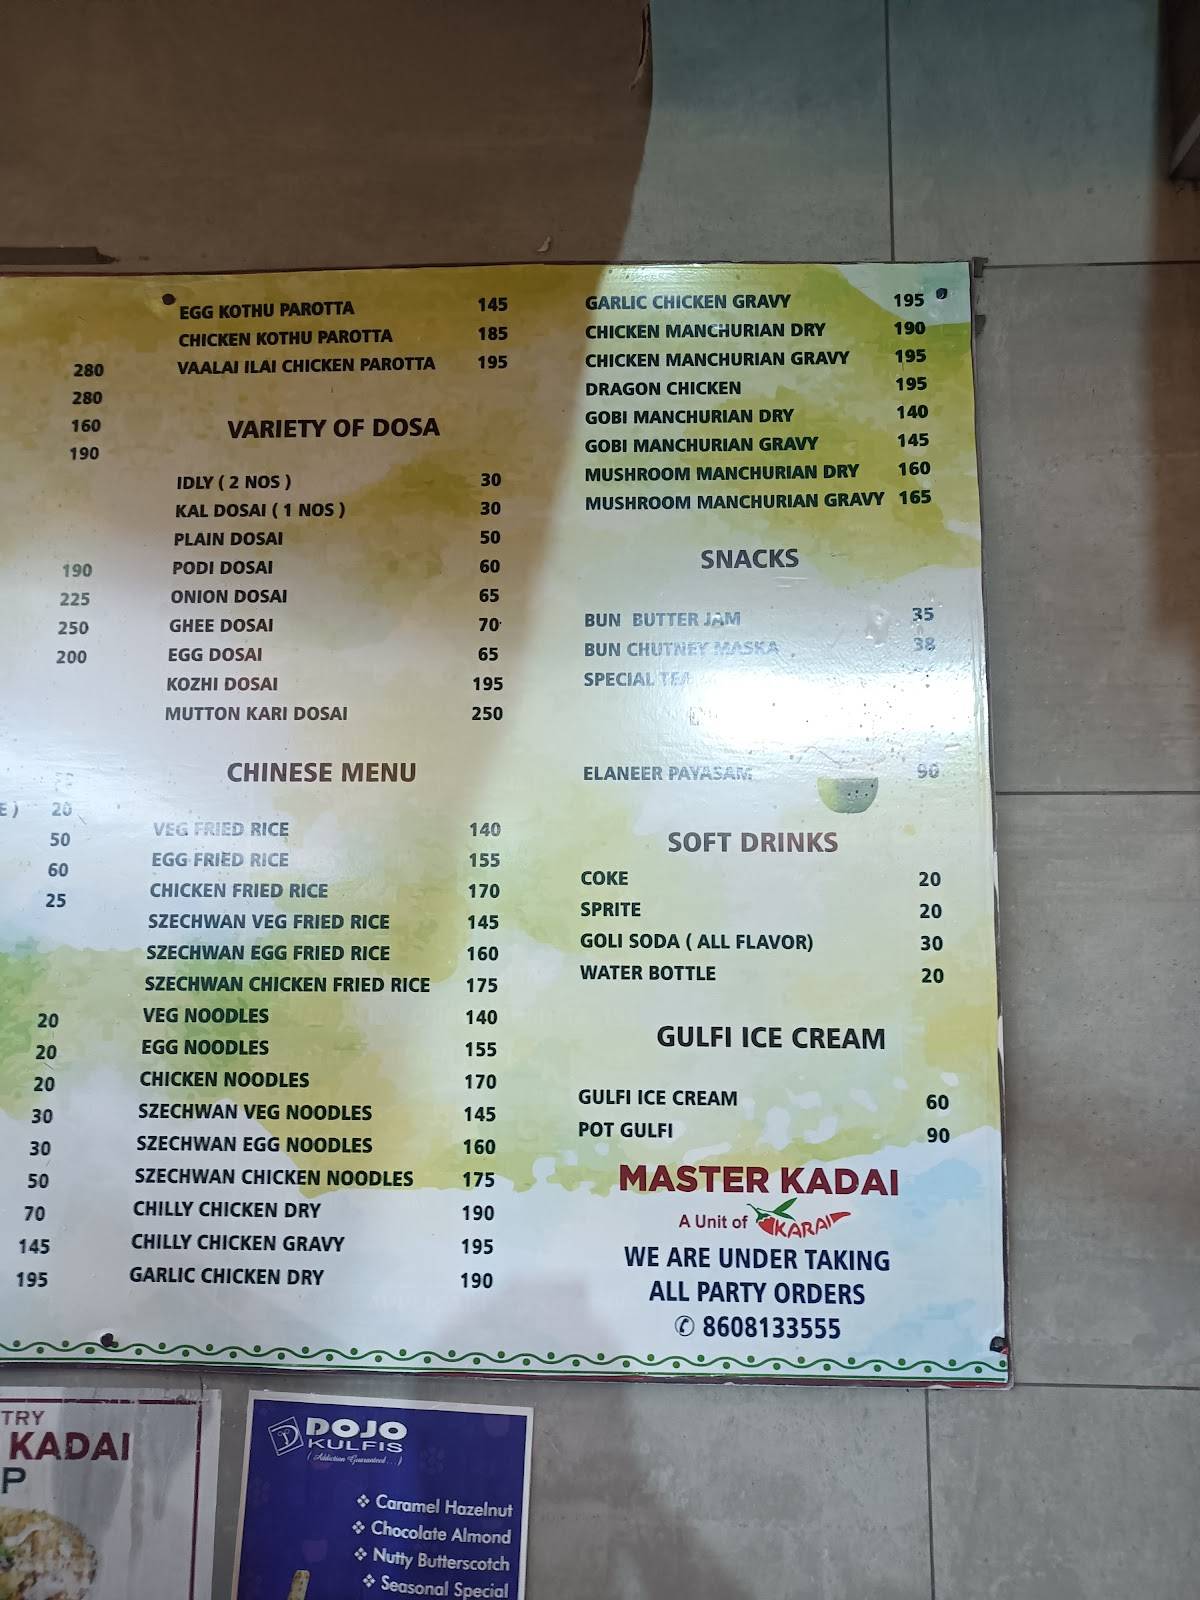 280
280
160
190
190
225
250
200
E) 20
50
60
25
20
20
20
30
30
50
70
145
195
EGG KOTHU PAROTTA 145
CHICKEN KOTHU PAROTTA 185
VAALAI ILAI CHICKEN PAROTTA 195
VARIETY OF DOSA
IDLY ( 2 NOS ) 30
KAL DOSAI ( 1 NOS ) 30
PLAIN DOSAI 50
PODI DOSAI 60
ONION DOSAI 65
GHEE DOSAI 70
EGG DOSAI 65
KOZHI DOSAI 195
MUTTON KARI DOSAI 250
CHINESE MENU
VEG FRIED RICE 140
EGG FRIED RICE 155
CHICKEN FRIED RICE 170
SZECHWAN VEG FRIED RICE 145
SZECHWAN EGG FRIED RICE 160
SZECHWAN CHICKEN FRIED RICE 175
VEG NOODLES 140
EGG NOODLES 155
CHICKEN NOODLES 170
SZECHWAN VEG NOODLES 145
SZECHWAN EGG NOODLES 160
SZECHWAN CHICKEN NOODLES 175
CHILLY CHICKEN DRY 190
CHILLY CHICKEN GRAVY 195
GARLIC CHICKEN DRY 190
GARLIC CHICKEN GRAVY 195
CHICKEN MANCHURIAN DRY 190
CHICKEN MANCHURIAN GRAVY 195
DRAGON CHICKEN 195
GOBI MANCHURIAN DRY 140
GOBI MANCHURIAN GRAVY 145
MUSHROOM MANCHURIAN DRY 160
MUSHROOM MANCHURIAN GRAVY 165
SNACKS
BUN BUTTER JAM 35
BUN CHUTNEY MASKA 38
SPECIAL TEA
ELANEER PAYASAM 90
SOFT DRINKS
COKE 20
SPRITE 20
GOLI SODA ( ALL FLAVOR) 30
WATER BOTTLE 20
GULFI ICE CREAM
GULFI ICE CREAM 60
POT GULFI 90
MASTER KADAI
A Unit of KARAI
WE ARE UNDER TAKING
ALL PARTY ORDERS
✆ 8608133555
TRY
KADAI
P
DOJO
KULFIS
( Addiction Guaranteed...)
❖ Caramel Hazelnut
❖ Chocolate Almond
❖ Nutty Butterscotch
❖ Seasonal Special